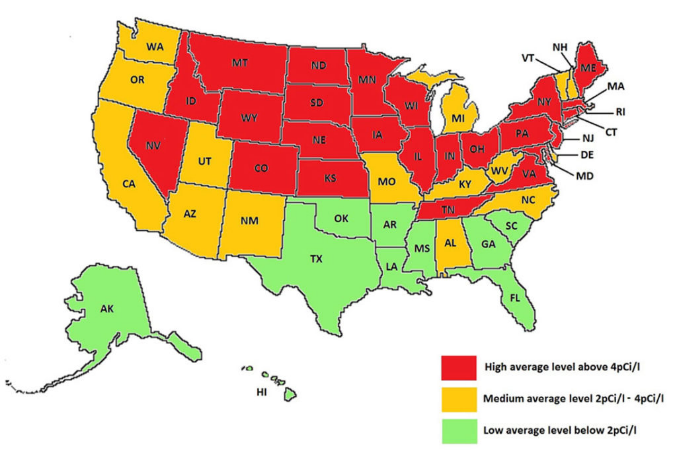 NH
VT
WA
MT
ND
MN
ME
OR
ID
SD
WI
MA
WY
MI
NY
RI
CT
NV
NE
IA
PA
NJ
UT
CO
IL
IN
OH
DE
CA
KS
MO
KY
WV
VA
MD
AZ
NM
OK
AR
TN
NC
TX
LA
MS
AL
GA
SC
FL
AK
HI
High average level above 4pCi/l
Medium average level 2pCi/l - 4pCi/l
Low average level below 2pCi/l